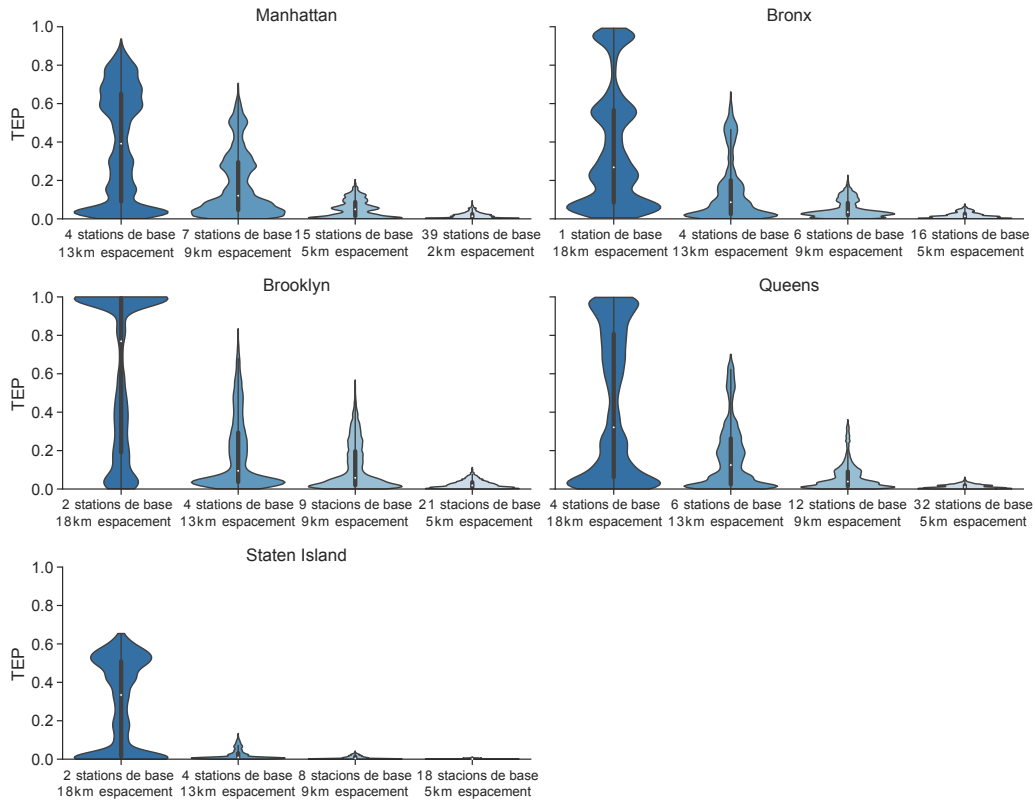 Manhattan
TEP
1.0
0.8
0.6
0.4
0.2
0.0
4 stations de base
13km espacement
7 stations de base
9km espacement
15 stations de base
5km espacement
39 stations de base
2km espacement
Bronx
1 station de base
18km espacement
4 stations de base
13km espacement
6 stations de base
9km espacement
16 stations de base
5km espacement
Brooklyn
TEP
1.0
0.8
0.6
0.4
0.2
0.0
2 stations de base
18km espacement
4 stations de base
13km espacement
9 stacions de base
9km espacement
21 stacions de base
5km espacement
Queens
4 stations de base
18km espacement
6 stations de base
13km espacement
12 stations de base
9km espacement
32 stations de base
5km espacement
Staten Island
TEP
1.0
0.8
0.6
0.4
0.2
0.0
2 stations de base
18km espacement
4 stations de base
13km espacement
8 stacions de base
9km espacement
18 stacions de base
5km espacement